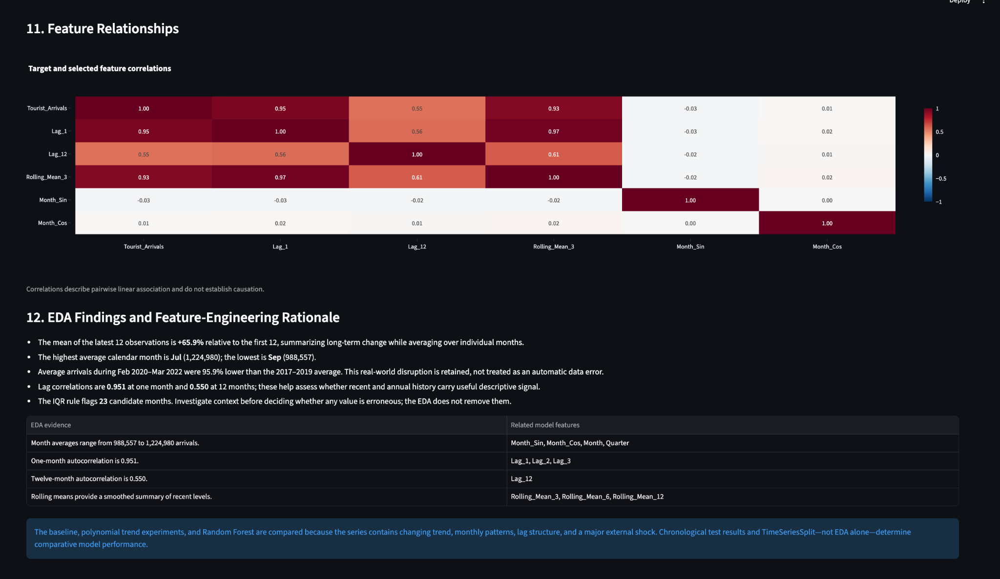 Deploy
11. Feature Relationships
Target and selected feature correlations
Tourist_Arrivals 1.00 0.95 0.55 0.93 -0.03 0.01
Lag_1 0.95 1.00 0.56 0.97 -0.03 0.02
Lag_12 0.55 0.56 1.00 0.61 -0.02 0.01
Rolling_Mean_3 0.93 0.97 0.61 1.00 -0.02 0.02
Month_Sin -0.03 -0.03 -0.02 -0.02 1.00 0.00
Month_Cos 0.01 0.02 0.01 0.02 0.00 1.00
Tourist_Arrivals Lag_1 Lag_12 Rolling_Mean_3 Month_Sin Month_Cos
1
0.5
0
−0.5
−1
Correlations describe pairwise linear association and do not establish causation.
12. EDA Findings and Feature-Engineering Rationale
• The mean of the latest 12 observations is +65.9% relative to the first 12, summarizing long-term change while averaging over individual months.
• The highest average calendar month is Jul (1,224,980); the lowest is Sep (988,557).
• Average arrivals during Feb 2020–Mar 2022 were 95.9% lower than the 2017–2019 average. This real-world disruption is retained, not treated as an automatic data error.
• Lag correlations are 0.951 at one month and 0.550 at 12 months; these help assess whether recent and annual history carry useful descriptive signal.
• The IQR rule flags 23 candidate months. Investigate context before deciding whether any value is erroneous; the EDA does not remove them.
EDA evidence Related model features
Month averages range from 988,557 to 1,224,980 arrivals. Month_Sin, Month_Cos, Month, Quarter
One-month autocorrelation is 0.951. Lag_1, Lag_2, Lag_3
Twelve-month autocorrelation is 0.550. Lag_12
Rolling means provide a smoothed summary of recent levels. Rolling_Mean_3, Rolling_Mean_6, Rolling_Mean_12
The baseline, polynomial trend experiments, and Random Forest are compared because the series contains changing trend, monthly patterns, lag structure, and a major external shock. Chronological test results and TimeSeriesSplit—not EDA alone—determine
comparative model performance.